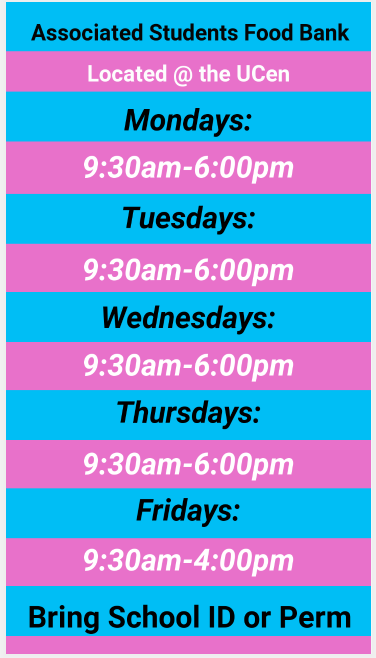 Associated Students Food Bank
Located @ the UCen
Mondays:
9:30am-6:00pm
Tuesdays:
9:30am-6:00pm
Wednesdays:
9:30am-6:00pm
Thursdays:
9:30am-6:00pm
Fridays:
9:30am-4:00pm
Bring School ID or Perm